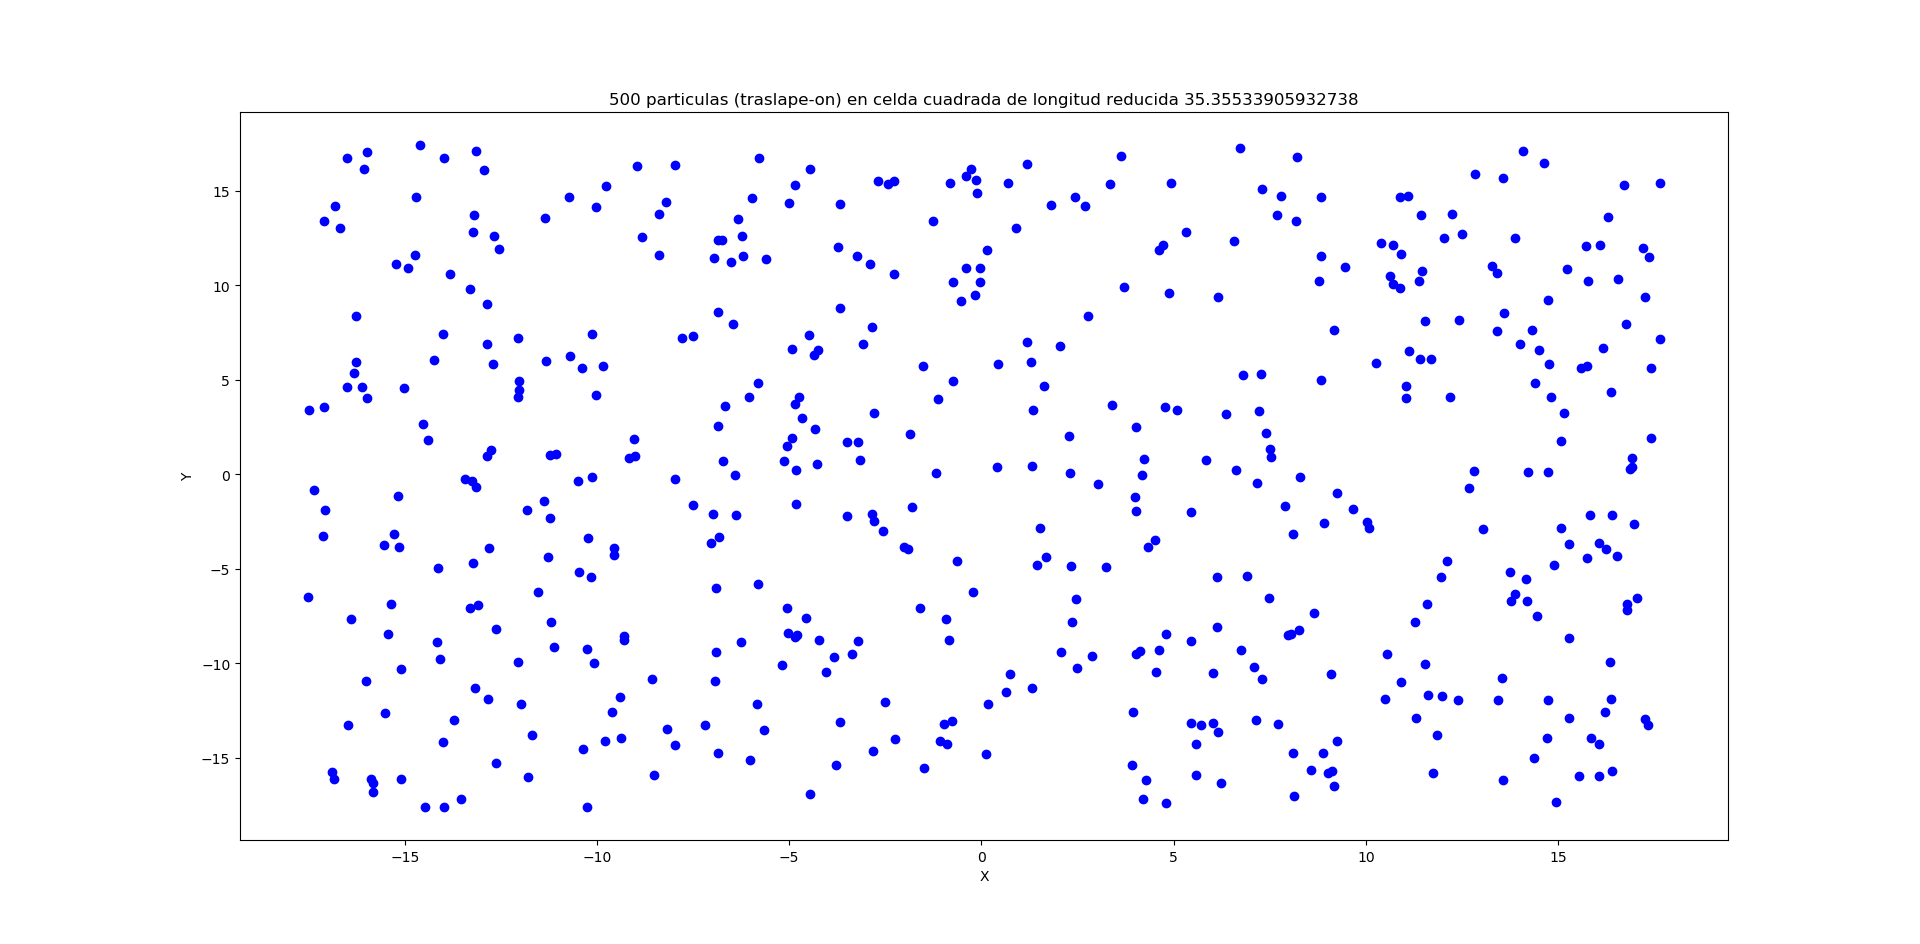 500 particulas (traslape-on) en celda cuadrada de longitud reducida 35.35533905932738
15
10
5
0
−5
−10
−15
Y
−15 −10 −5 0 5 10 15
X